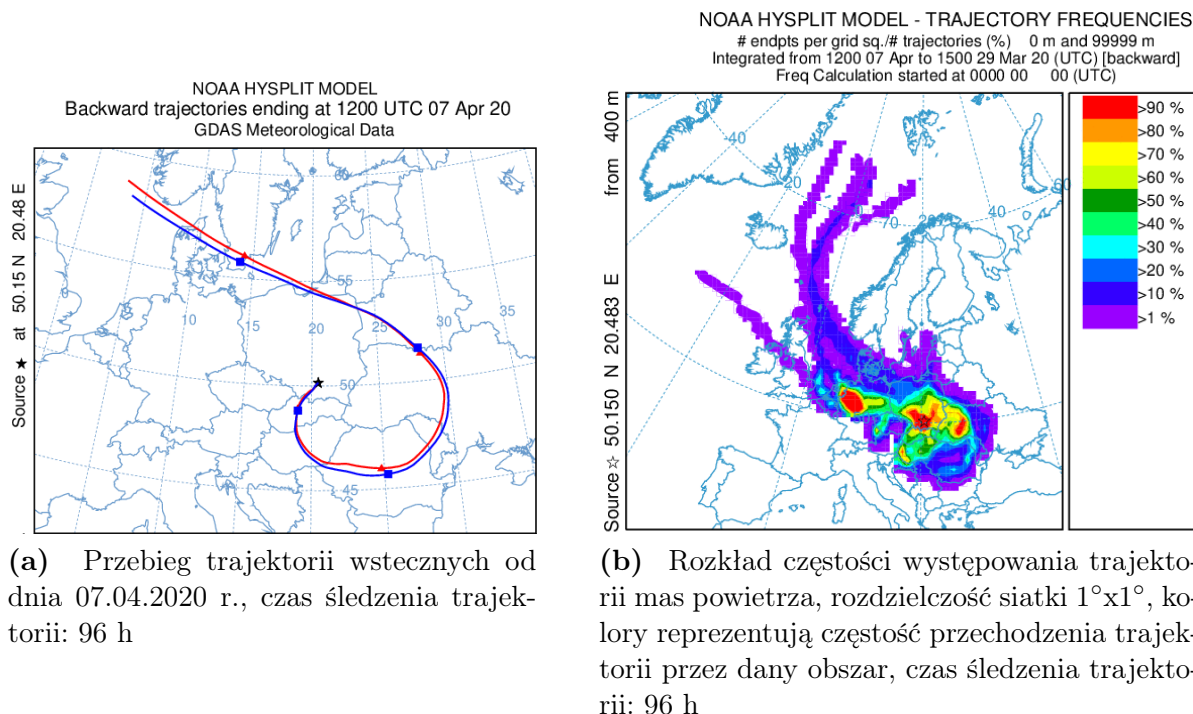 NOAA HYSPLIT MODEL
Backward trajectories ending at 1200 UTC 07 Apr 20
GDAS Meteorological Data
Source ★ at 50.15 N 20.48 E
60
55
35
10
15
20
25
30
50
45
(a) Przebieg trajektorii wstecznych od
dnia 07.04.2020 r., czas śledzenia trajek-
torii: 96 h
NOAA HYSPLIT MODEL - TRAJECTORY FREQUENCIES
# endpts per grid sq./# trajectories (%) 0 m and 99999 m
Integrated from 1200 07 Apr to 1500 29 Mar 20 (UTC) [backward]
Freq Calculation started at 0000 00 00 (UTC)
Source ☆ 50.150 N 20.483 E from 400 m
60
40
20
70
20
40
60
>90 %
>80 %
>70 %
>60 %
>50 %
>40 %
>30 %
>20 %
>10 %
>1 %
(b) Rozkład częstości występowania trajekto-
rii mas powietrza, rozdzielczość siatki 1°x1°, ko-
lory reprezentują częstość przechodzenia trajek-
torii przez dany obszar, czas śledzenia trajekto-
rii: 96 h